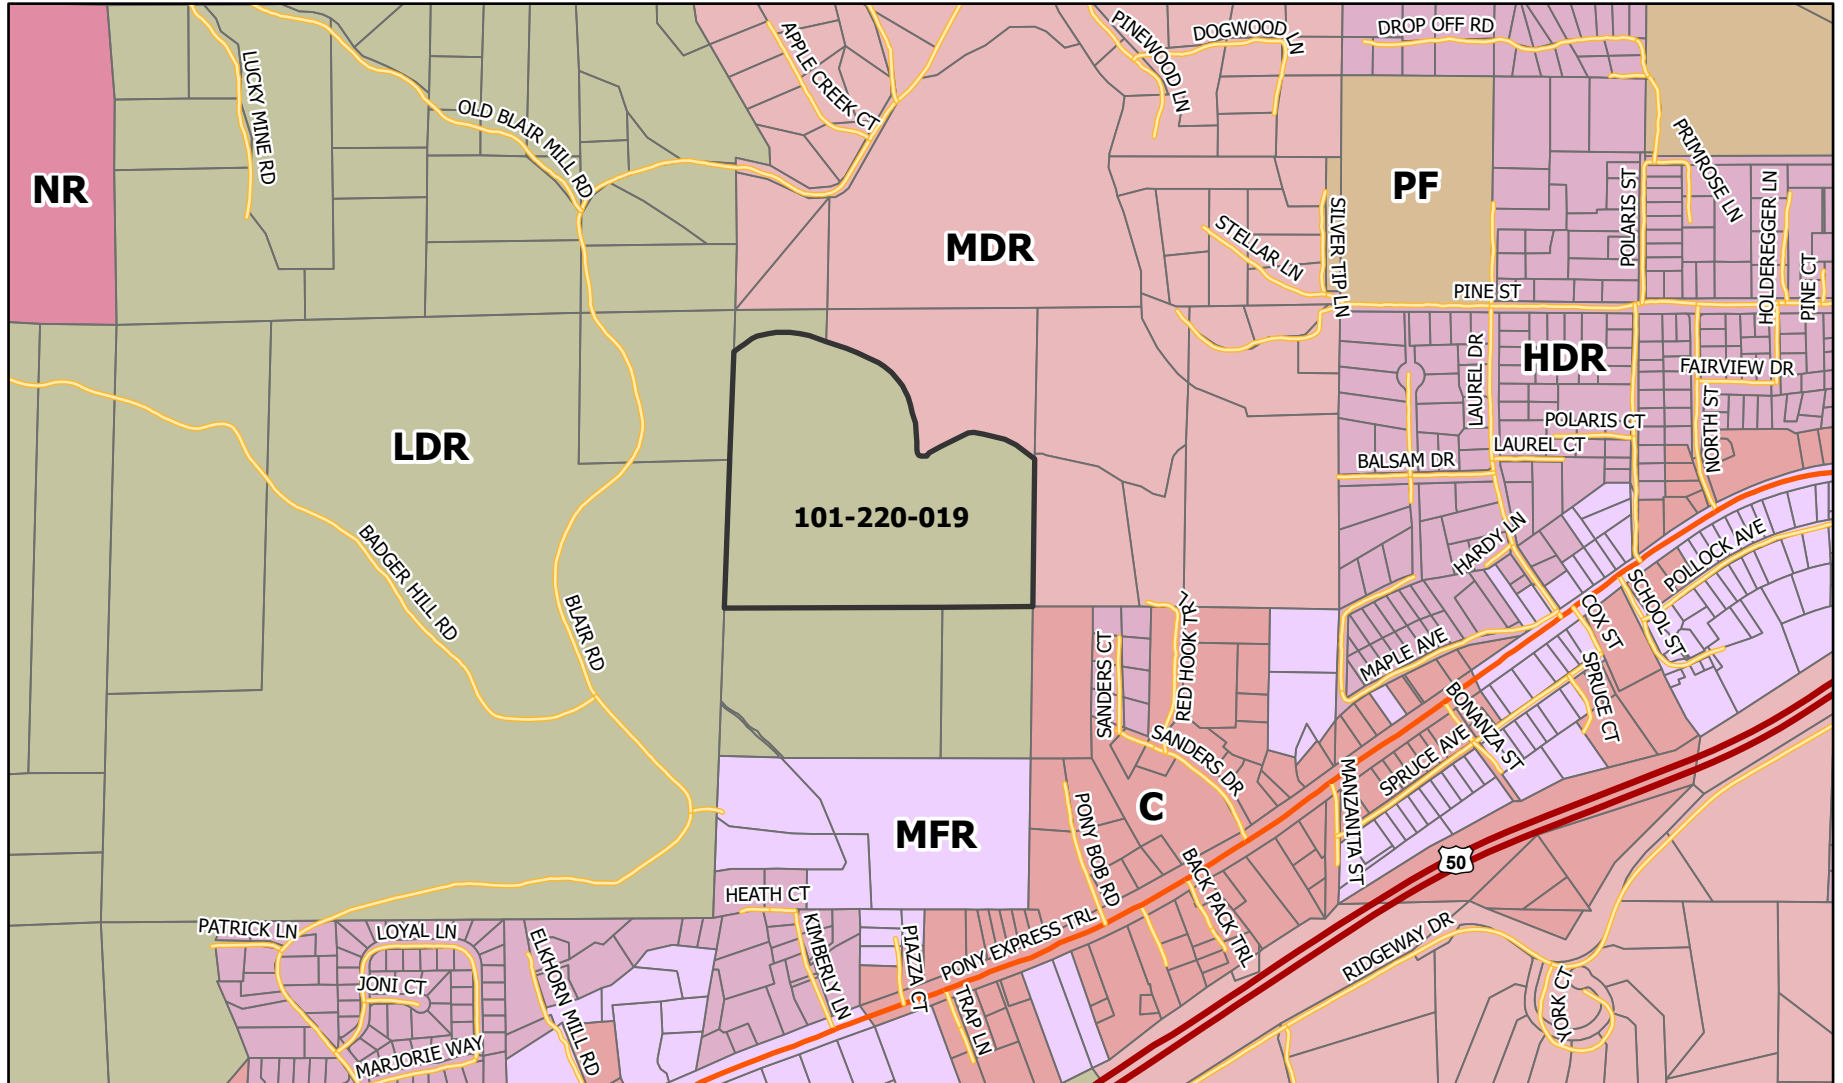 APPLE CREEK CT
PINEWOOD LN
DOGWOOD LN
DROP OFF RD
LUCKY MINE RD
OLD BLAIR MILL RD
PRIMROSE LN
NR
PF
POLARIS ST
HOLDEREGGER LN
MDR
STELLAR LN
SILVER TIP LN
PINE CT
PINE ST
HDR
LAUREL DR
FAIRVIEW DR
NORTH ST
LDR
POLARIS CT
LAUREL CT
BALSAM DR
101-220-019
HARDY LN
POLLOCK AVE
BADGER HILL RD
BLAIR RD
SCHOOL ST
COX ST
SANDERS CT
RED HOOK TRL
MAPLE AVE
SPRUCE CT
BONANZA ST
SANDERS DR
SPRUCE AVE
MANZANITA ST
C
MFR
PONY BOB RD
50
BACK PACK TRL
HEATH CT
PATRICK LN
LOYAL LN
ELKHORN MILL RD
KIMBERLY LN
PIAZZA CT
PONY EXPRESS TRL
RIDGEWAY DR
JONI CT
TRAP LN
YORK CT
MARJORIE WAY